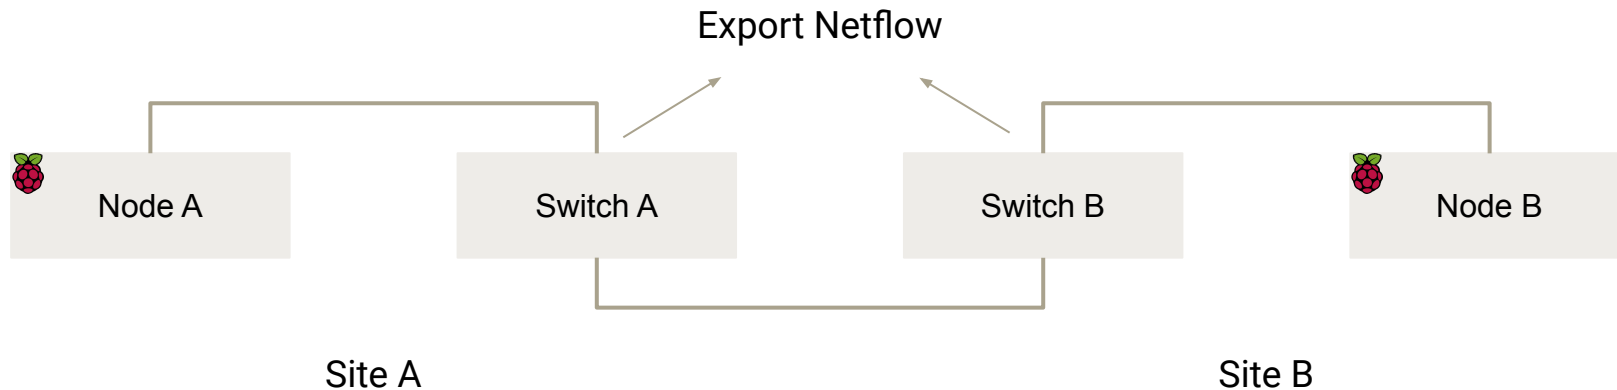 Export Netflow
Node A
Switch A
Switch B
Node B
Site A
Site B